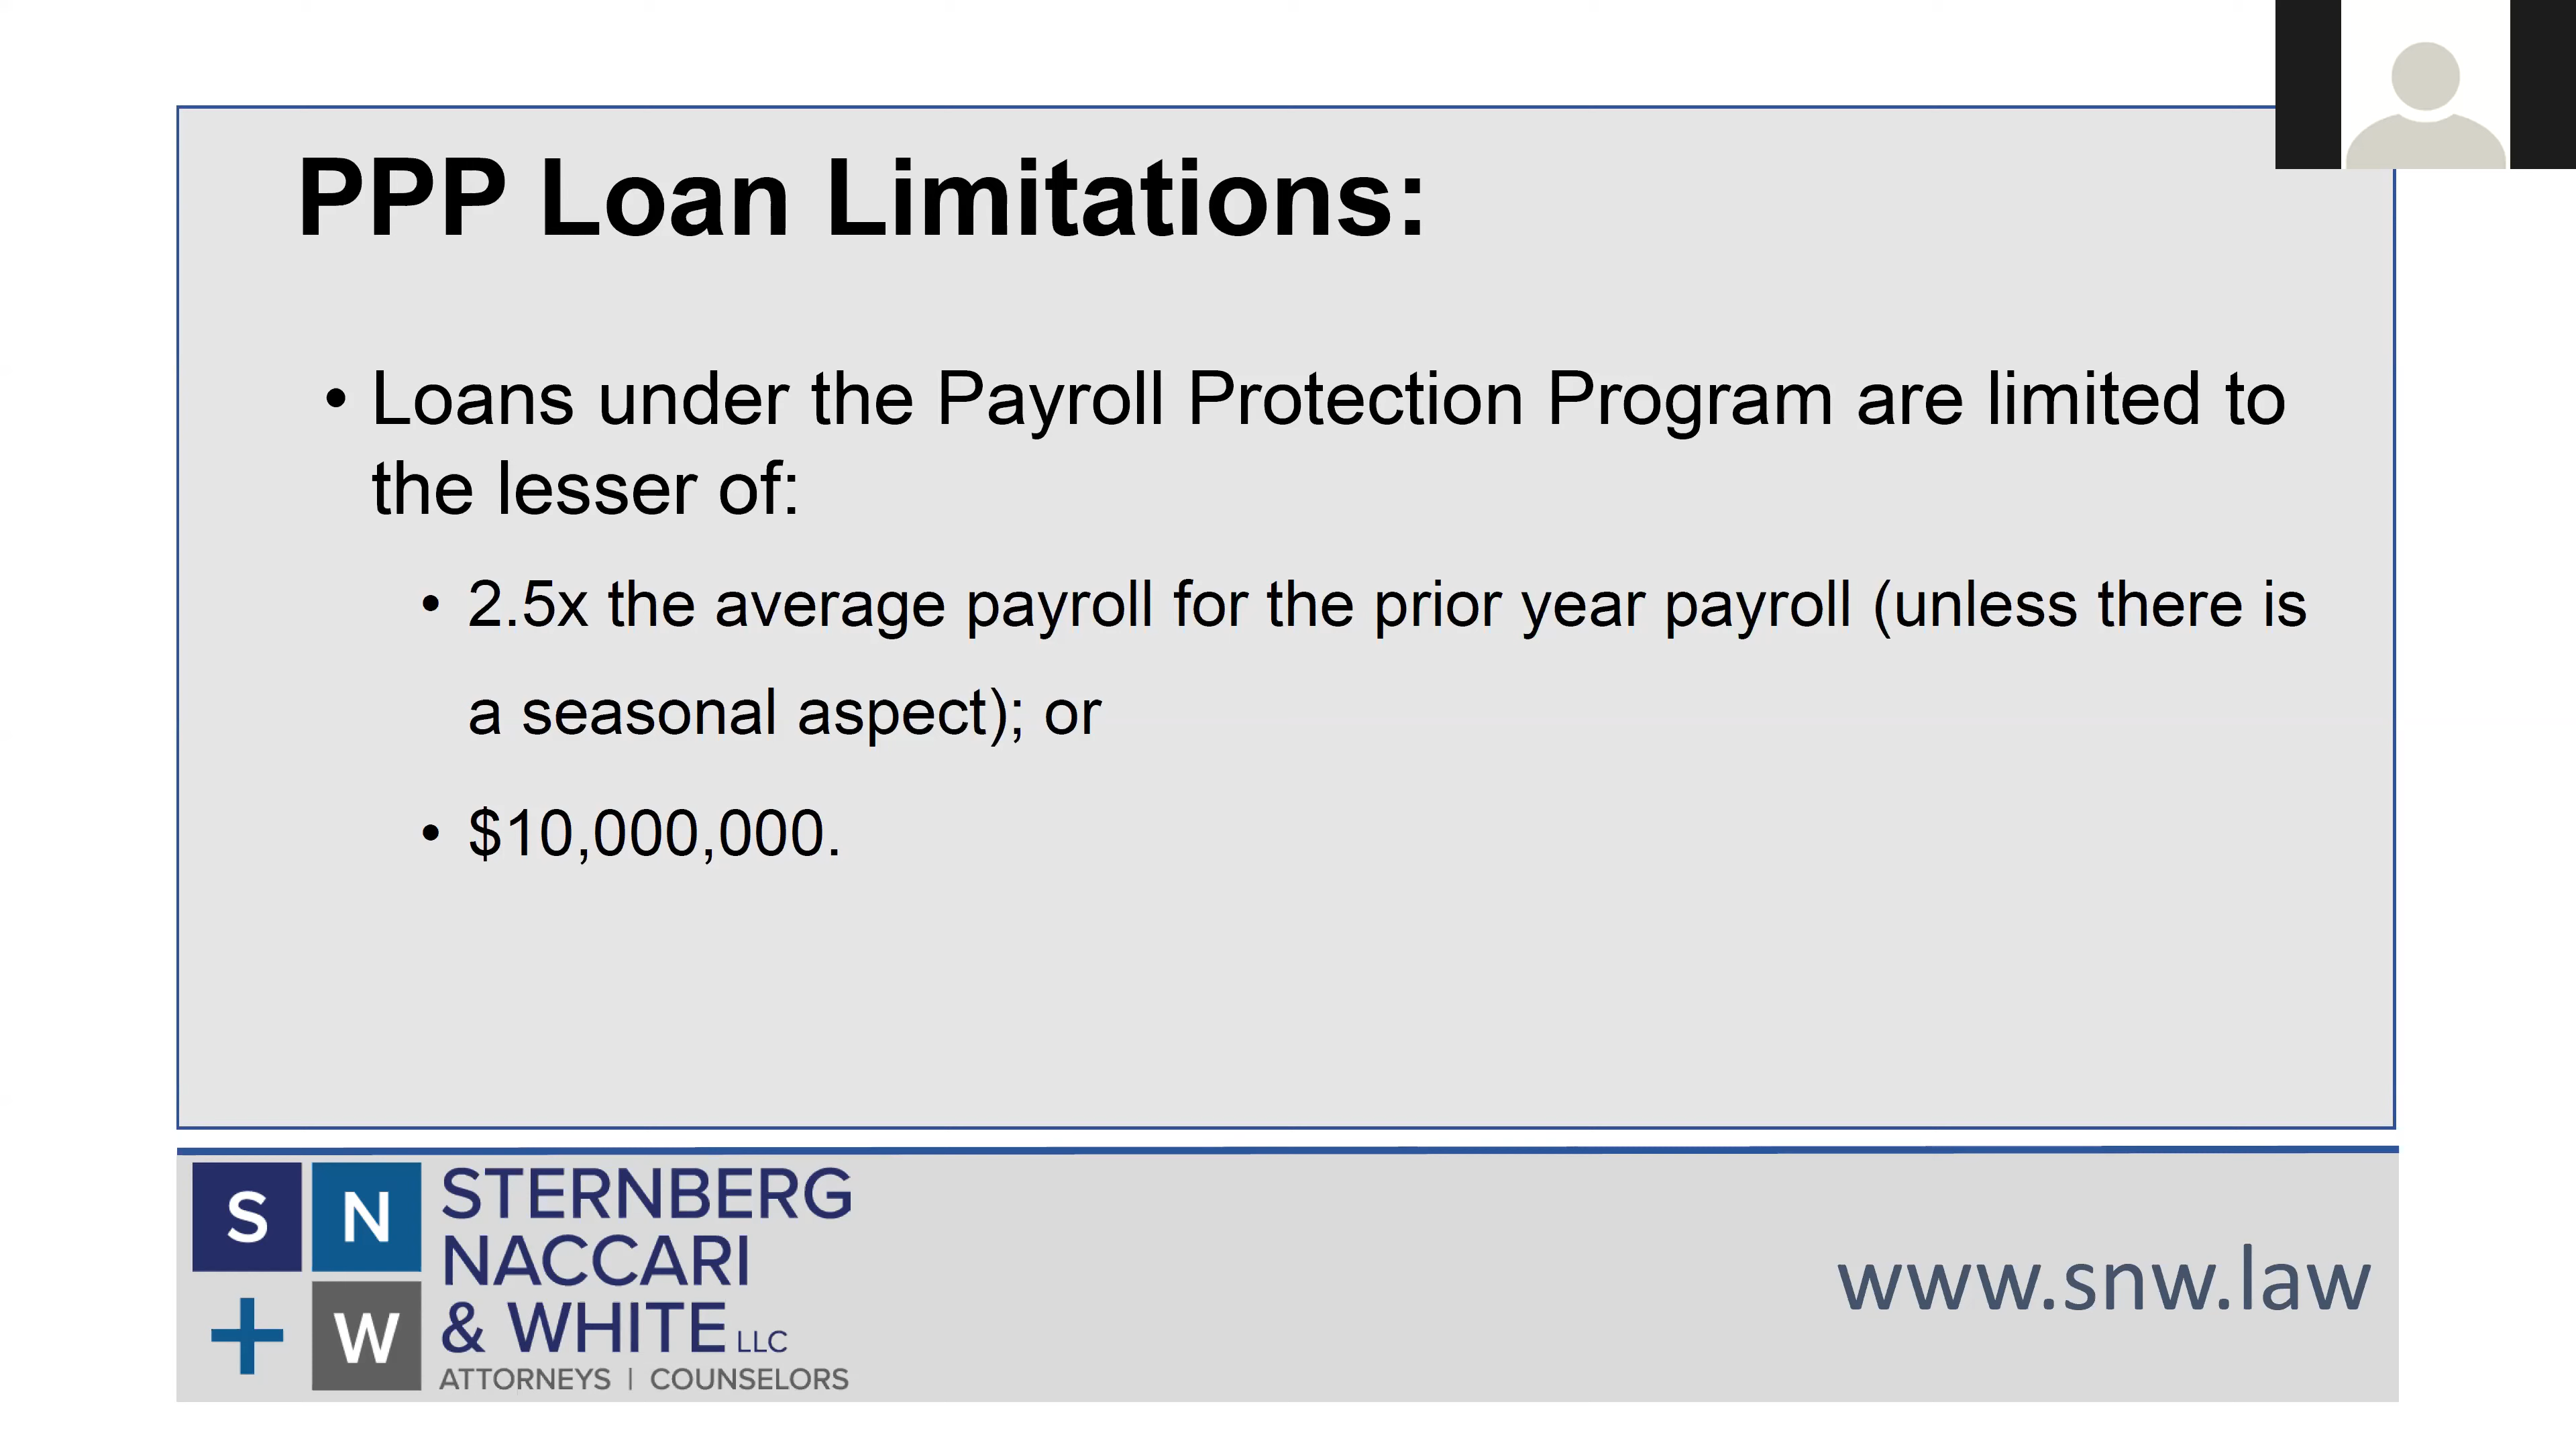 PPP Loan Limitations:
• Loans under the Payroll Protection Program are limited to
the lesser of:
• 2.5x the average payroll for the prior year payroll (unless there is
a seasonal aspect); or
• $10,000,000.
S N
+ W
STERNBERG
NACCARI
& WHITE LLC
ATTORNEYS | COUNSELORS
www.snw.law